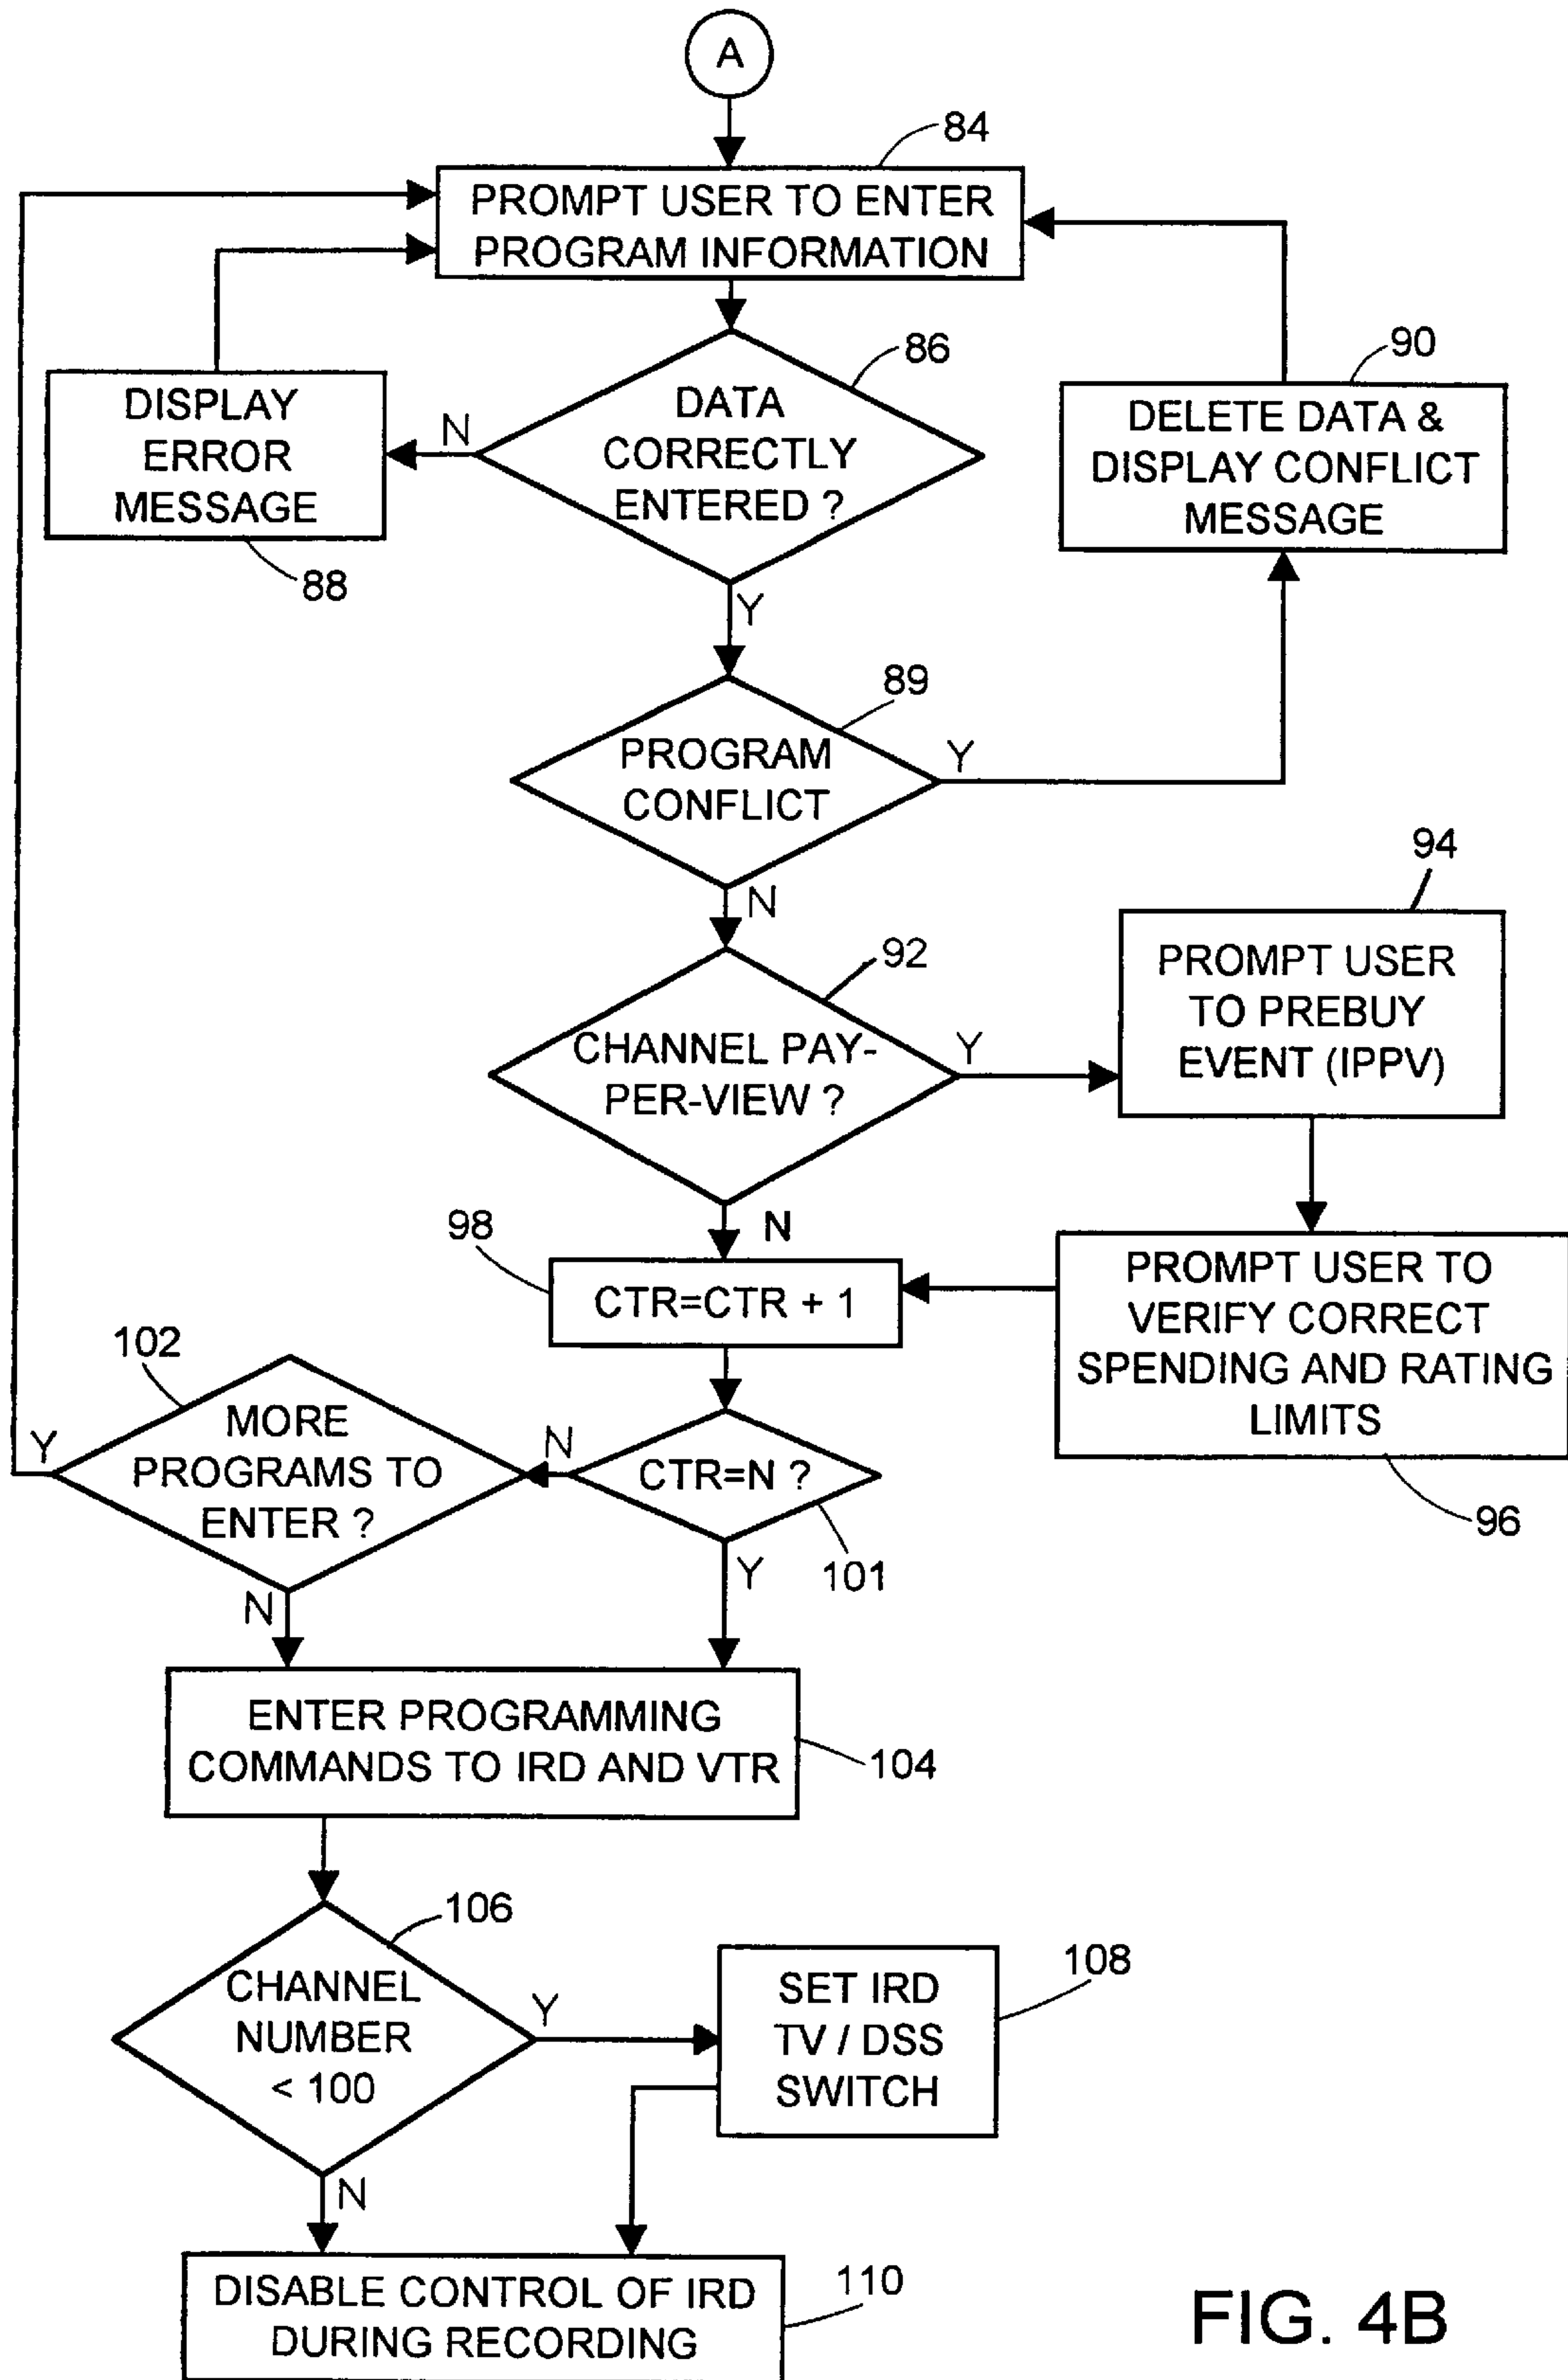 A
84
PROMPT USER TO ENTER
PROGRAM INFORMATION
86
DATA
CORRECTLY
ENTERED ?
N
Y
DISPLAY
ERROR
MESSAGE
88
90
DELETE DATA &
DISPLAY CONFLICT
MESSAGE
89
PROGRAM
CONFLICT
Y
N
92
CHANNEL PAY-
PER-VIEW ?
Y
N
94
PROMPT USER
TO PREBUY
EVENT (IPPV)
98
CTR=CTR + 1
PROMPT USER TO
VERIFY CORRECT
SPENDING AND RATING
LIMITS
96
102
MORE
PROGRAMS TO
ENTER ?
Y
N
N
CTR=N ?
101
Y
ENTER PROGRAMMING
COMMANDS TO IRD AND VTR
104
106
CHANNEL
NUMBER
< 100
Y
N
SET IRD
TV / DSS
SWITCH
108
DISABLE CONTROL OF IRD
DURING RECORDING
110
FIG. 4B